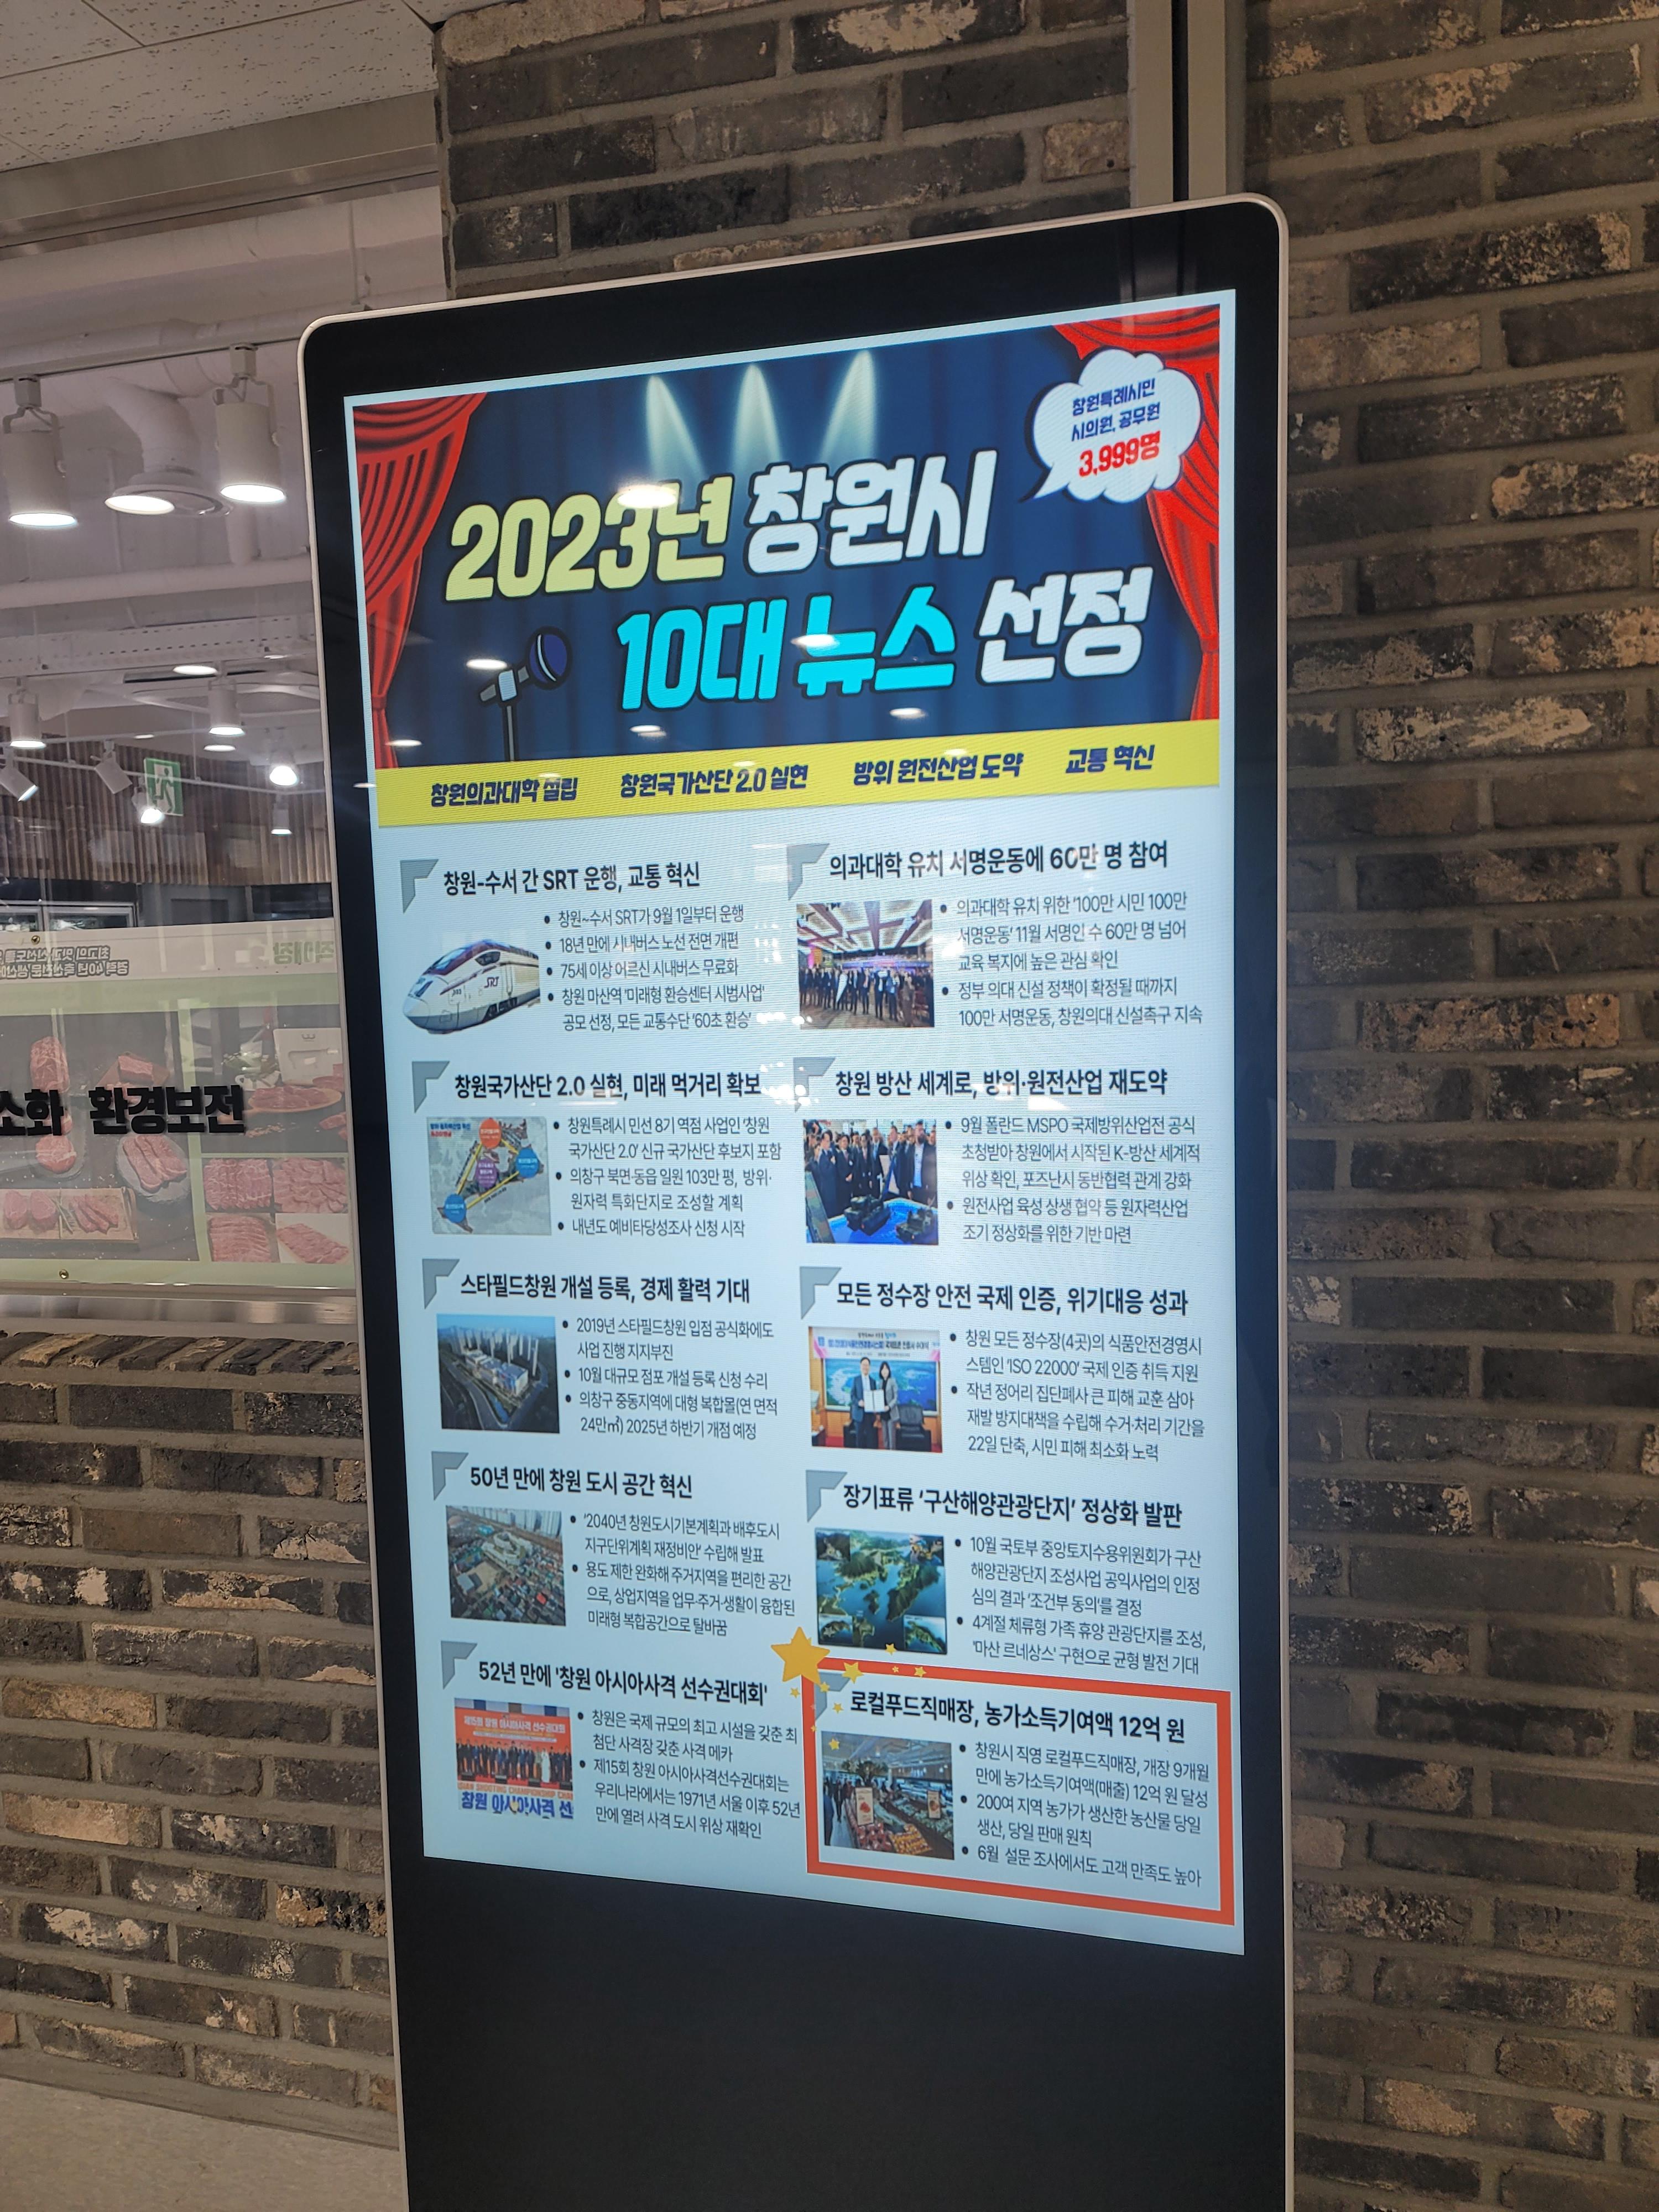 창원특례시민
시의원, 공무원
3,999명
2023년 창원시
10대 뉴스 선정
창원의과대학 설립 창원국가산단 2.0 실현 방위 원전산업 도약 교통 혁신
창원-수서 간 SRT 운행, 교통 혁신
• 창원~수서 SRT가 9월 1일부터 운행
• 18년 만에 시내버스 노선 전면 개편
• 75세 이상 어르신 시내버스 무료화
• 창원 마산역 '미래형 환승센터 시범사업'
공모 선정, 모든 교통수단 '60초 환승'
SRT
의과대학 유치 서명운동에 60만 명 참여
• 의과대학 유치 위한 '100만 시민 100만
서명운동' 11월 서명인 수 60만 명 넘어
교육 복지에 높은 관심 확인
• 정부 의대 신설 정책이 확정될 때까지
100만 서명운동, 창원의대 신설촉구 지속
창원국가산단 2.0 실현, 미래 먹거리 확보
• 창원특례시 민선 8기 역점 사업인 '창원
국가산단 2.0' 신규 국가산단 후보지 포함
• 의창구 북면·동읍 일원 103만 평, 방위·
원자력 특화단지로 조성할 계획
• 내년도 예비타당성조사 신청 시작
창원 방산 세계로, 방위·원전산업 재도약
• 9월 폴란드 MSPO 국제방위산업전 공식
초청받아 창원에서 시작된 K-방산 세계적
위상 확인, 포즈난시 동반협력 관계 강화
• 원전사업 육성 상생 협약 등 원자력산업
조기 정상화를 위한 기반 마련
스타필드창원 개설 등록, 경제 활력 기대
• 2019년 스타필드창원 입점 공식화에도
사업 진행 지지부진
• 10월 대규모 점포 개설 등록 신청 수리
• 의창구 중동지역에 대형 복합몰(연 면적
24만㎡) 2025년 하반기 개점 예정
모든 정수장 안전 국제 인증, 위기대응 성과
• 창원 모든 정수장(4곳)의 식품안전경영시
스템인 'ISO 22000' 국제 인증 취득 지원
• 작년 정어리 집단폐사 큰 피해 교훈 삼아
재발 방지대책을 수립해 수거·처리 기간을
22일 단축, 시민 피해 최소화 노력
50년 만에 창원 도시 공간 혁신
• '2040년 창원도시기본계획과 배후도시
지구단위계획 재정비안' 수립해 발표
• 용도 제한 완화해 주거지역을 편리한 공간
으로, 상업지역을 업무·주거·생활이 융합된
미래형 복합공간으로 탈바꿈
장기표류 '구산해양관광단지' 정상화 발판
• 10월 국토부 중앙토지수용위원회가 구산
해양관광단지 조성사업 공익사업의 인정
심의 결과 '조건부 동의'를 결정
• 4계절 체류형 가족 휴양 관광단지를 조성,
'마산 르네상스' 구현으로 균형 발전 기대
52년 만에 '창원 아시아사격 선수권대회'
• 창원은 국제 규모의 최고 시설을 갖춘 최
첨단 사격장 갖춘 사격 메카
• 제15회 창원 아시아사격선수권대회는
우리나라에서는 1971년 서울 이후 52년
만에 열려 사격 도시 위상 재확인
제15회 창원 아시아사격 선수권대회
창원 아시아사격 선
로컬푸드직매장, 농가소득기여액 12억 원
• 창원시 직영 로컬푸드직매장, 개장 9개월
만에 농가소득기여액(매출) 12억 원 달성
• 200여 지역 농가가 생산한 농산물 당일
생산, 당일 판매 원칙
• 6월 설문 조사에서도 고객 만족도 높아
소화 환경보전